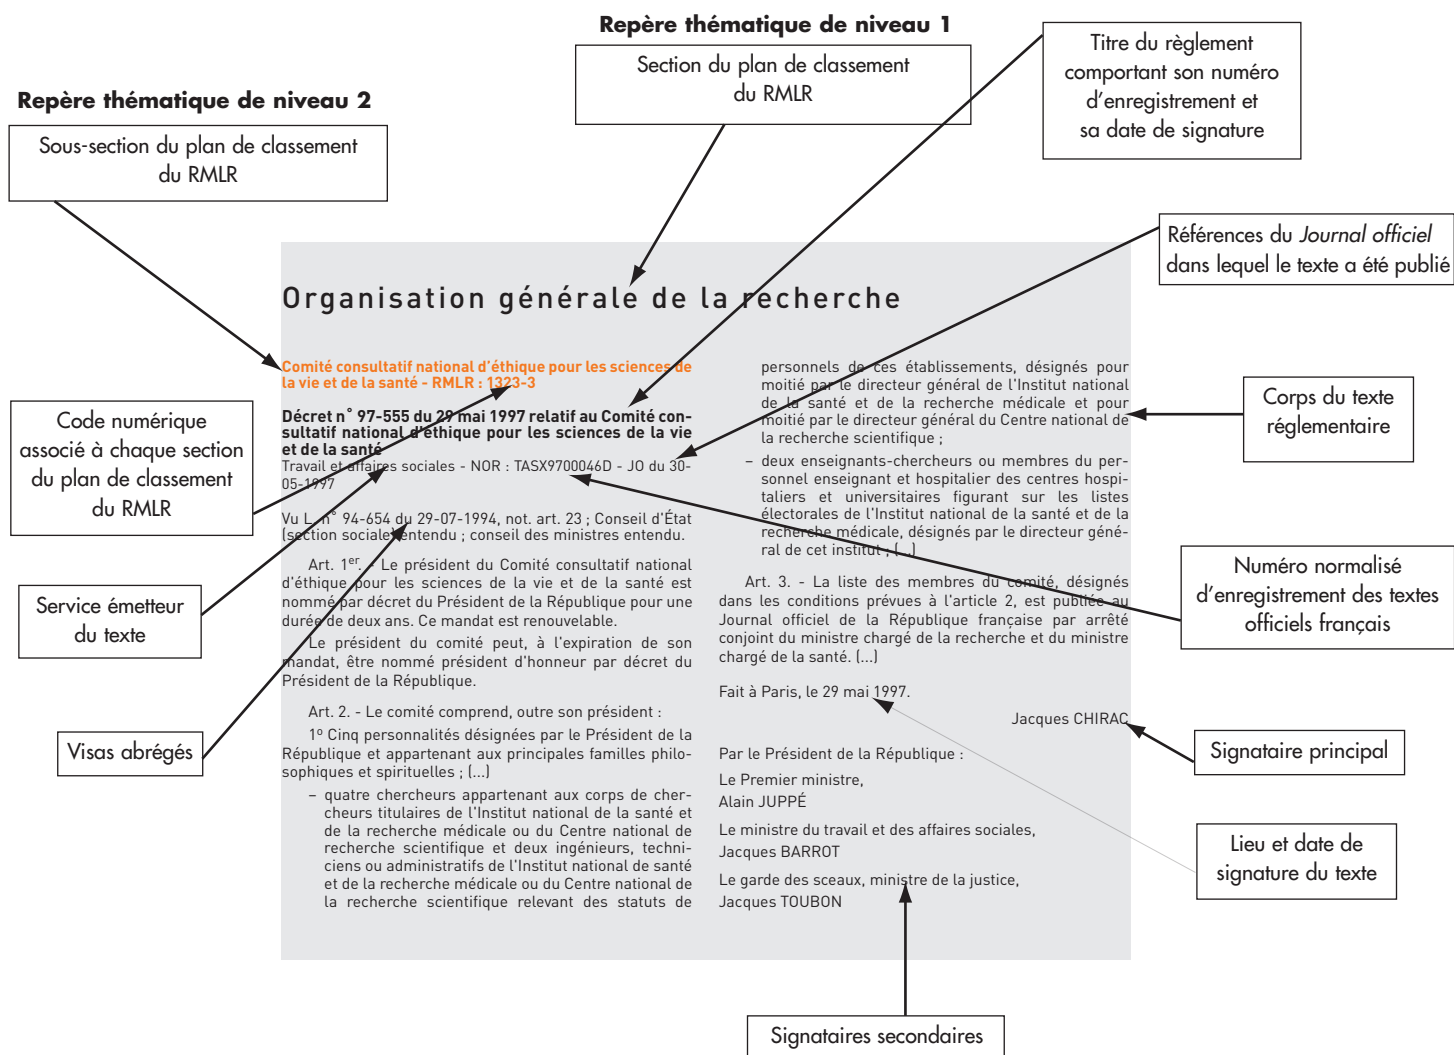 Repère thématique de niveau 1
Section du plan de classement
du RMLR
Titre du règlement
comportant son numéro
d'enregistrement et
sa date de signature
Repère thématique de niveau 2
Sous-section du plan de classement
du RMLR
Références du Journal officiel
dans lequel le texte a été publié
Organisation générale de la recherche
Comité consultatif national d'éthique pour les sciences de
la vie et de la santé - RMLR : 1323-3
Décret n° 97-555 du 29 mai 1997 relatif au Comité con-
sultatif national d'éthique pour les sciences de la vie
et de la santé
Travail et affaires sociales - NOR : TASX9700046D - JO du 30-
05-1997
Vu L. n° 94-654 du 29-07-1994, not. art. 23 ; Conseil d'État
(section sociale) entendu ; conseil des ministres entendu.
Art. 1er. - Le président du Comité consultatif national
d'éthique pour les sciences de la vie et de la santé est
nommé par décret du Président de la République pour une
durée de deux ans. Ce mandat est renouvelable.
Le président du comité peut, à l'expiration de son
mandat, être nommé président d'honneur par décret du
Président de la République.
Art. 2. - Le comité comprend, outre son président :
1º Cinq personnalités désignées par le Président de la
République et appartenant aux principales familles philo-
sophiques et spirituelles ; (...)
– quatre chercheurs appartenant aux corps de cher-
cheurs titulaires de l'Institut national de la santé et
de la recherche médicale ou du Centre national de
recherche scientifique et deux ingénieurs, techni-
ciens ou administratifs de l'Institut national de santé
et de la recherche médicale ou du Centre national de
la recherche scientifique relevant des statuts de
personnels de ces établissements, désignés pour
moitié par le directeur général de l'Institut national
de la santé et de la recherche médicale et pour
moitié par le directeur général du Centre national de
la recherche scientifique ;
– deux enseignants-chercheurs ou membres du per-
sonnel enseignant et hospitalier des centres hospi-
taliers et universitaires figurant sur les listes
électorales de l'Institut national de la santé et de la
recherche médicale, désignés par le directeur géné-
ral de cet institut ; (...)
Art. 3. - La liste des membres du comité, désignés
dans les conditions prévues à l'article 2, est publiée au
Journal officiel de la République française par arrêté
conjoint du ministre chargé de la recherche et du ministre
chargé de la santé. (...)
Fait à Paris, le 29 mai 1997.
Jacques CHIRAC
Par le Président de la République :
Le Premier ministre,
Alain JUPPÉ
Le ministre du travail et des affaires sociales,
Jacques BARROT
Le garde des sceaux, ministre de la justice,
Jacques TOUBON
Code numérique
associé à chaque section
du plan de classement
du RMLR
Service émetteur
du texte
Visas abrégés
Corps du texte
réglementaire
Numéro normalisé
d'enregistrement des textes
officiels français
Signataire principal
Lieu et date de
signature du texte
Signataires secondaires